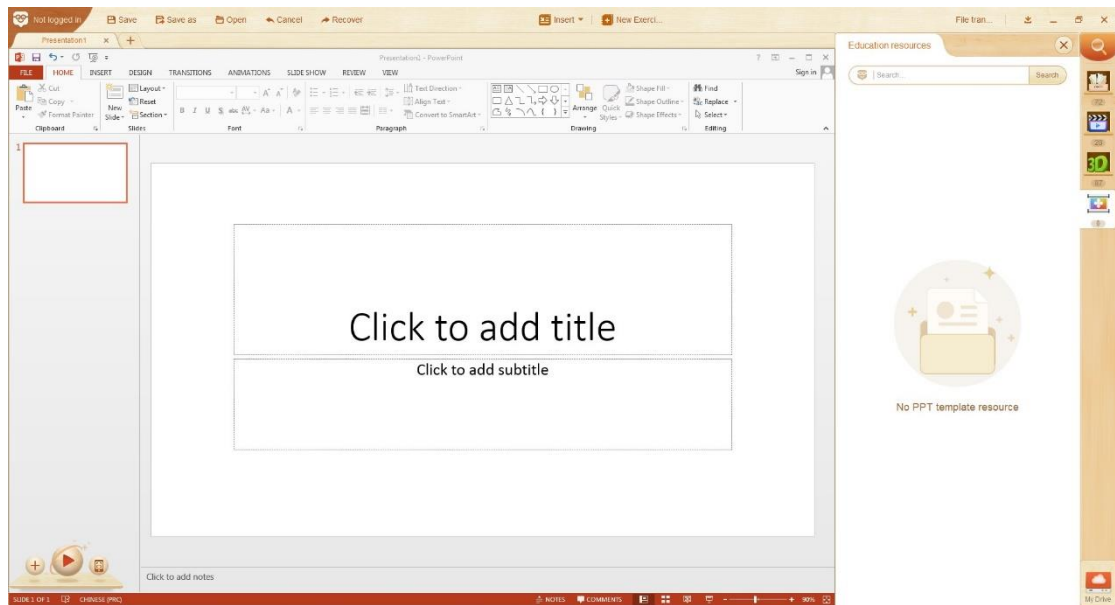 Not logged in Save Save as Open Cancel Recover Insert New Exerci... File tran...
Presentation1
Presentation1 - PowerPoint
FILE HOME INSERT DESIGN TRANSITIONS ANIMATIONS SLIDE SHOW REVIEW VIEW Sign in
Paste
Cut
Copy
Format Painter
Clipboard
New
Slide
Layout
Reset
Section
Slides
B I U S abc AV Aa A
Font
Text Direction
Align Text
Convert to SmartArt
Paragraph
Arrange
Quick
Styles
Shape Fill
Shape Outline
Shape Effects
Drawing
Find
Replace
Select
Editing
1
Click to add title
Click to add subtitle
Click to add notes
SLIDE 1 OF 1 CHINESE (PRC) NOTES COMMENTS 90%
Education resources
Search... Search
No PPT template resource
3D
My Drive